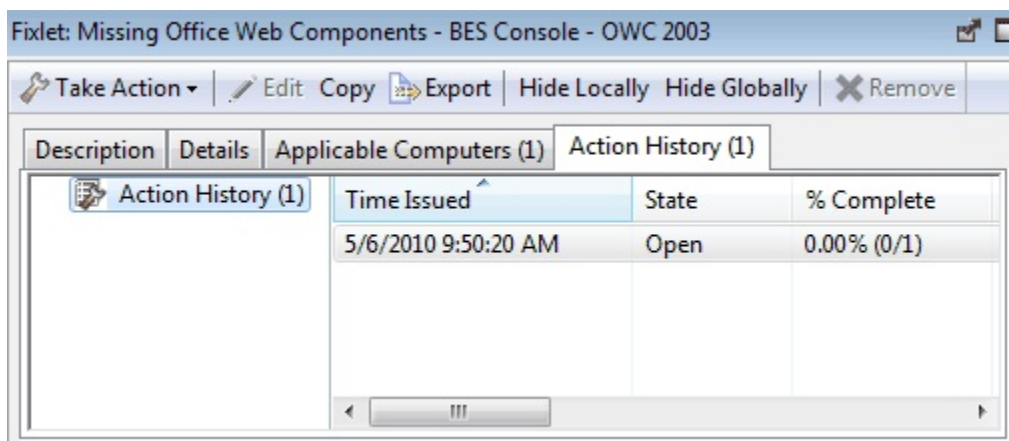 Fixlet: Missing Office Web Components - BES Console - OWC 2003
Take Action Edit Copy Export Hide Locally Hide Globally Remove
Description Details Applicable Computers (1) Action History (1)
Action History (1) Time Issued State % Complete
5/6/2010 9:50:20 AM Open 0.00% (0/1)